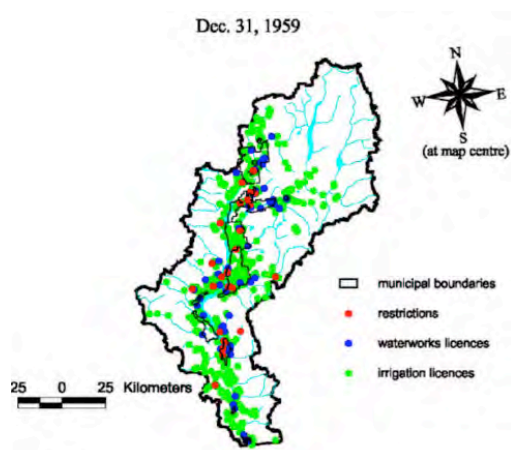 Dec. 31, 1959
N
W E
S
(at map centre)
municipal boundaries
restrictions
waterworks licences
irrigation licences
25 0 25 Kilometers